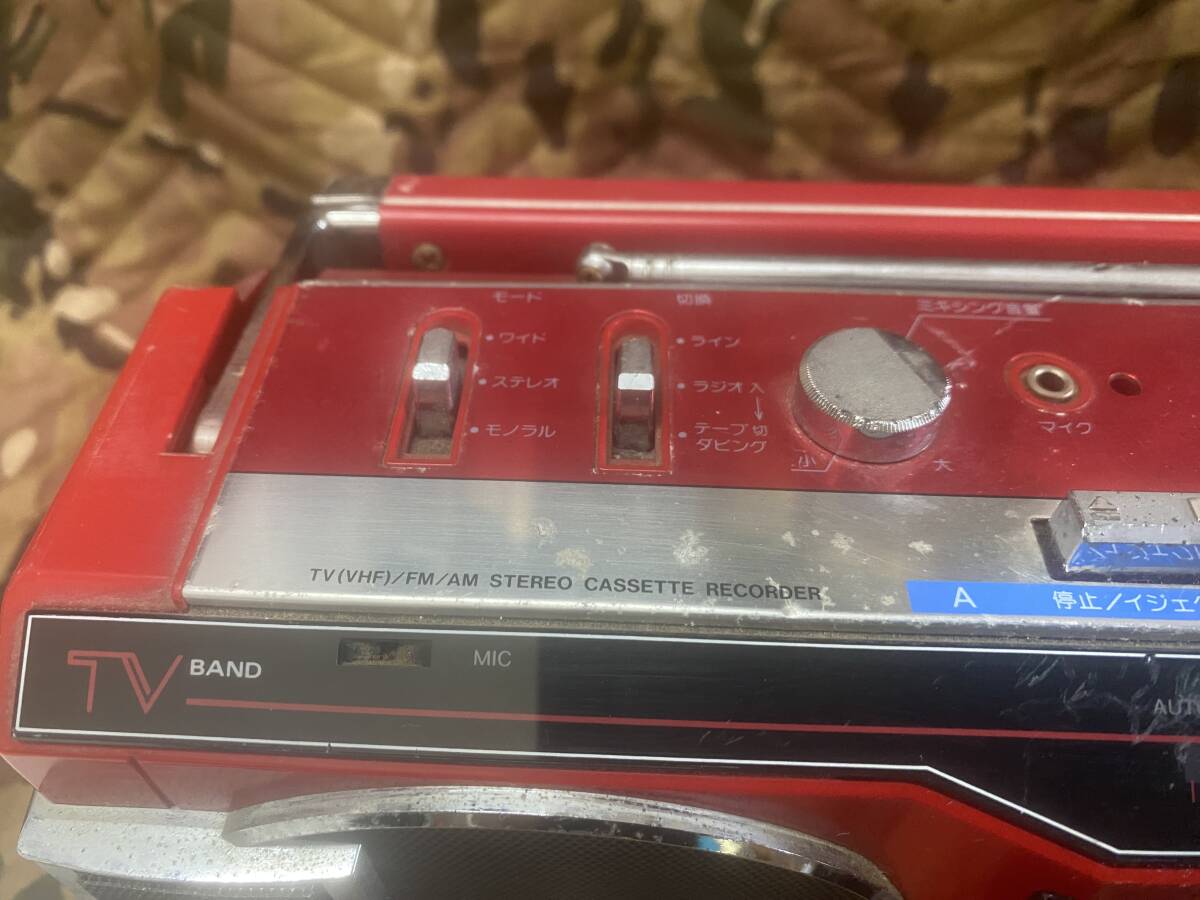 モード
切換
ミキシング音量
ワイド
ライン
ステレオ
ラジオ 入
モノラル
テープ 切
ダビング
小
大
マイク
TV(VHF)/FM/AM STEREO CASSETTE RECORDER
A 停止/イジェク
TV BAND
MIC
AUT